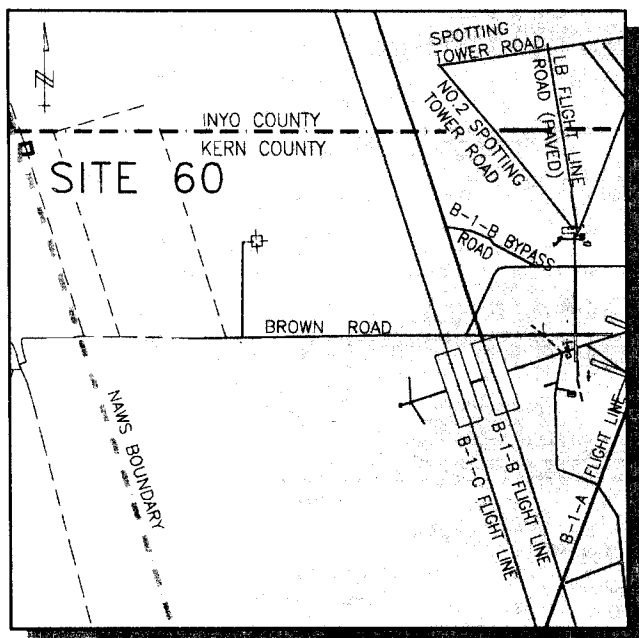 SPOTTING
TOWER ROAD
N
LB FLIGHT LINE
ROAD (PAVED)
NO.2 SPOTTING
TOWER ROAD
INYO COUNTY
KERN COUNTY
SITE 60
B-1-B BYPASS
ROAD
BROWN ROAD
NAWS BOUNDARY
B-1-C FLIGHT LINE
B-1-B FLIGHT LINE
B-1-A FLIGHT LINE